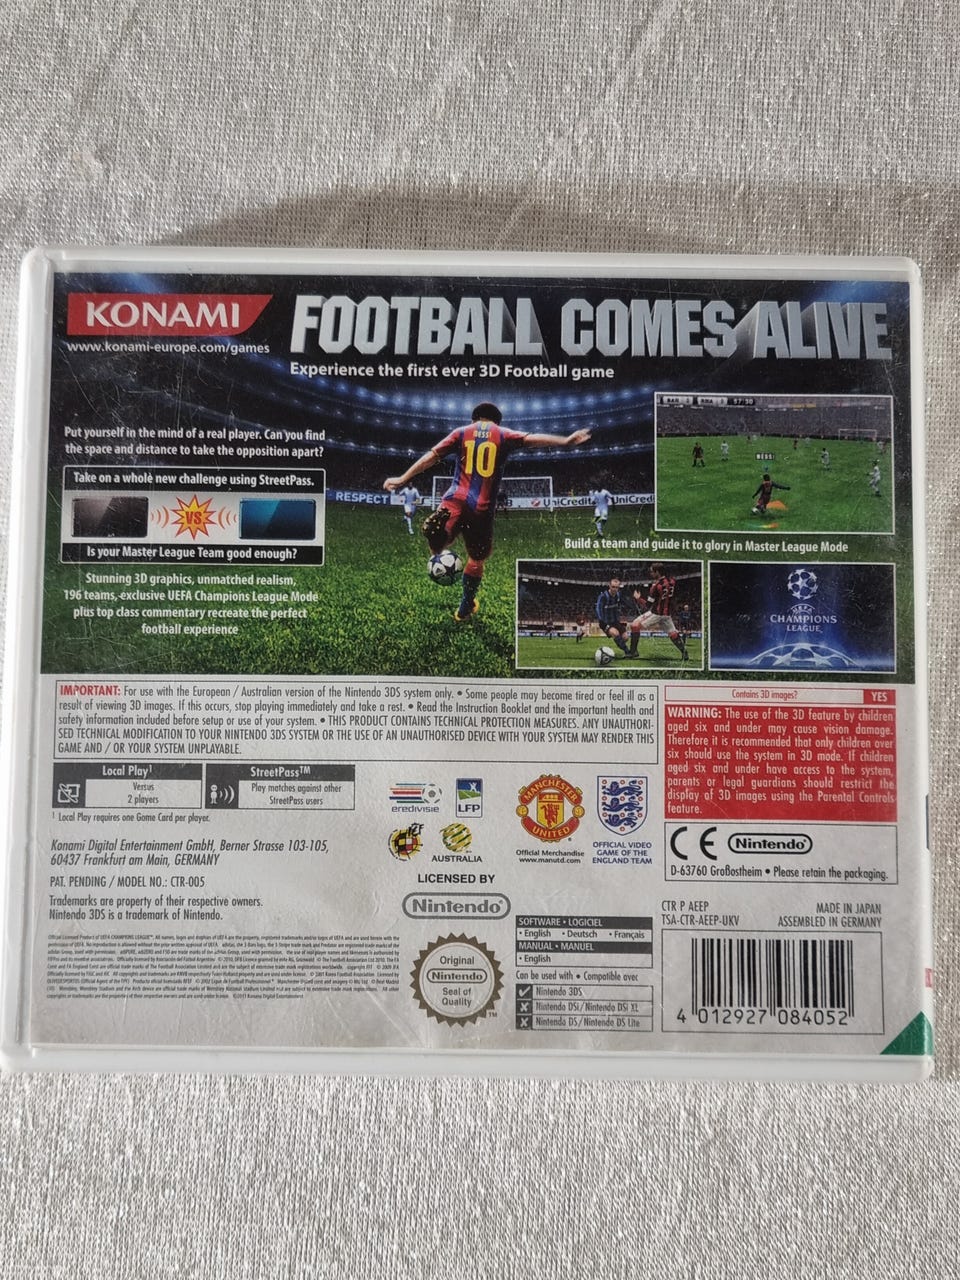 KONAMI
www.konami-europe.com/games
FOOTBALL COMES ALIVE
Experience the first ever 3D Football game
Put yourself in the mind of a real player. Can you find
the space and distance to take the opposition apart?
Take on a whole new challenge using StreetPass.
VS
Is your Master League Team good enough?
Stunning 3D graphics, unmatched realism,
196 teams, exclusive UEFA Champions League Mode
plus top class commentary recreate the perfect
football experience
MESSI
10
RESPECT
UniCredit
UniCredi
57:30
MESSI
Build a team and guide it to glory in Master League Mode
UEFA
CHAMPIONS
LEAGUE
IMPORTANT: For use with the European / Australian version of the Nintendo 3DS system only. • Some people may become tired or feel ill as a
result of viewing 3D images. If this occurs, stop playing immediately and take a rest. • Read the Instruction Booklet and the important health and
safety information included before setup or use of your system. • THIS PRODUCT CONTAINS TECHNICAL PROTECTION MEASURES. ANY UNAUTHORI-
SED TECHNICAL MODIFICATION TO YOUR NINTENDO 3DS SYSTEM OR THE USE OF AN UNAUTHORISED DEVICE WITH YOUR SYSTEM MAY RENDER THIS
GAME AND / OR YOUR SYSTEM UNPLAYABLE.
Contains 3D images? YES
WARNING: The use of the 3D feature by children
aged six and under may cause vision damage.
Therefore it is recommended that only children over
six should use the system in 3D mode. If children
aged six and under have access to the system,
parents or legal guardians should restrict the
display of 3D images using the Parental Controls
feature.
Local Play¹
Versus
2 players
StreetPass™
Play matches against other
StreetPass users
¹ Local Play requires one Game Card per player.
eredivisie
LFP
AUSTRALIA
MANCHESTER
UNITED
Official Merchandise
www.manutd.com
OFFICIAL VIDEO
GAME OF THE
ENGLAND TEAM
Konami Digital Entertainment GmbH, Berner Strasse 103-105,
60437 Frankfurt am Main, GERMANY
PAT. PENDING / MODEL NO.: CTR-005
Trademarks are property of their respective owners.
Nintendo 3DS is a trademark of Nintendo.
LICENSED BY
Nintendo®
CE
Nintendo®
D-63760 Großostheim • Please retain the packaging.
CTR P AEEP
TSA-CTR-AEEP-UKV
MADE IN JAPAN
ASSEMBLED IN GERMANY
Original
Nintendo
Seal of
Quality
TM
SOFTWARE • LOGICIEL
• English • Deutsch • Français
MANUAL • MANUEL
• English
Can be used with • Compatible avec
Nintendo 3DS
Nintendo DSi/Nintendo DSi XL
Nintendo DS/Nintendo DS Lite
4 012927 084052